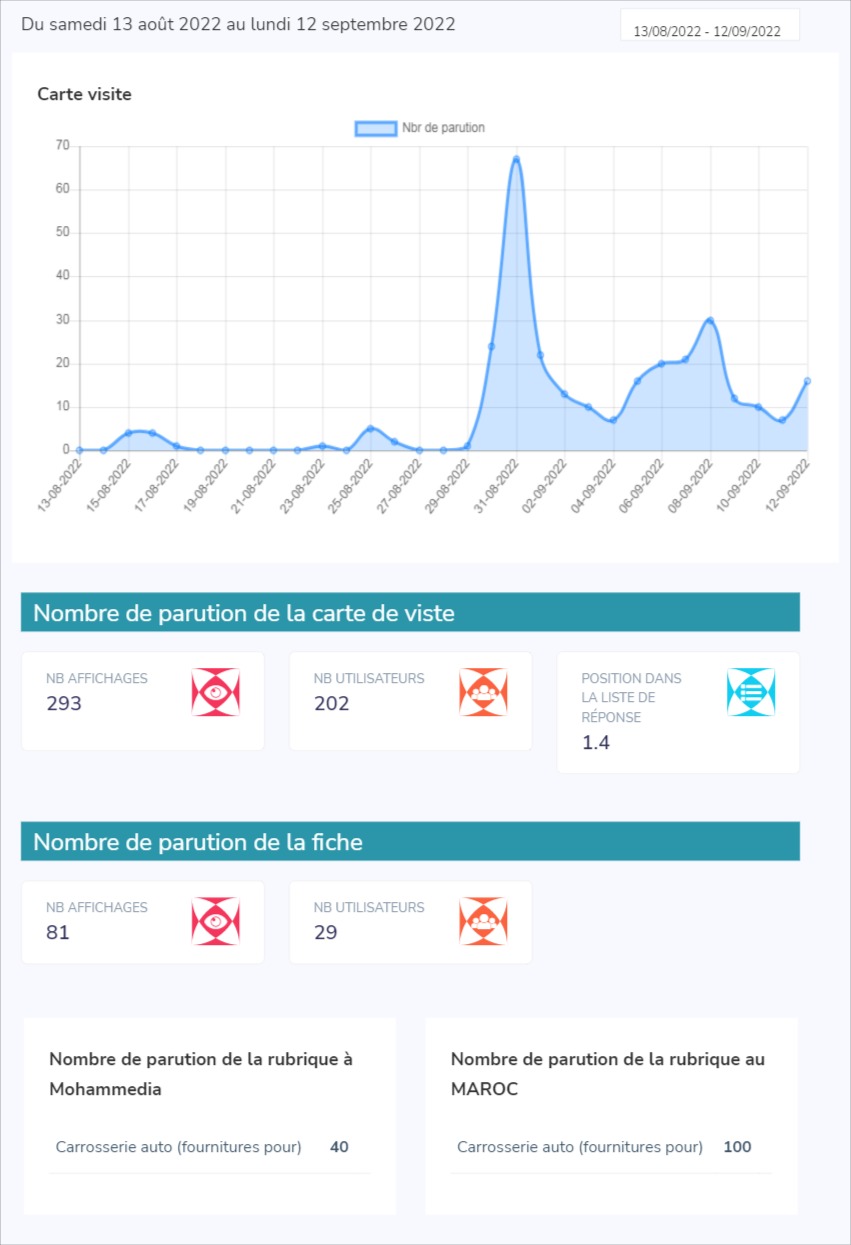 Du samedi 13 août 2022 au lundi 12 septembre 2022
13/08/2022 - 12/09/2022
Carte visite
Nbr de parution
70
60
50
40
30
20
10
0
13-08-2022
15-08-2022
17-08-2022
19-08-2022
21-08-2022
23-08-2022
25-08-2022
27-08-2022
29-08-2022
31-08-2022
02-09-2022
04-09-2022
06-09-2022
08-09-2022
10-09-2022
12-09-2022
Nombre de parution de la carte de viste
NB AFFICHAGES
293
NB UTILISATEURS
202
POSITION DANS
LA LISTE DE
RÉPONSE
1.4
Nombre de parution de la fiche
NB AFFICHAGES
81
NB UTILISATEURS
29
Nombre de parution de la rubrique à
Mohammedia
Carrosserie auto (fournitures pour) 40
Nombre de parution de la rubrique au
MAROC
Carrosserie auto (fournitures pour) 100